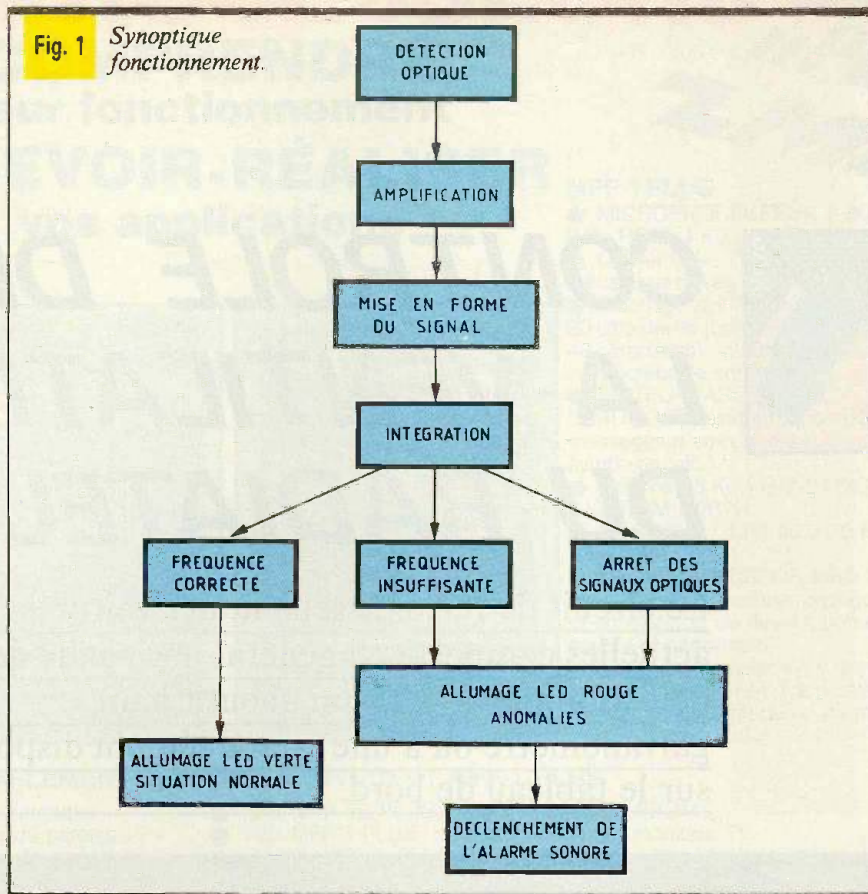 Fig. 1
Synoptique
fonctionnement.
DETECTION
OPTIQUE
AMPLIFICATION
MISE EN FORME
DU SIGNAL
INTEGRATION
FREQUENCE
CORRECTE
FREQUENCE
INSUFFISANTE
ARRET DES
SIGNAUX OPTIQUES
ALLUMAGE LED ROUGE
ANOMALIES
ALLUMAGE LED VERTE
SITUATION NORMALE
DECLENCHEMENT DE
L'ALARME SONORE